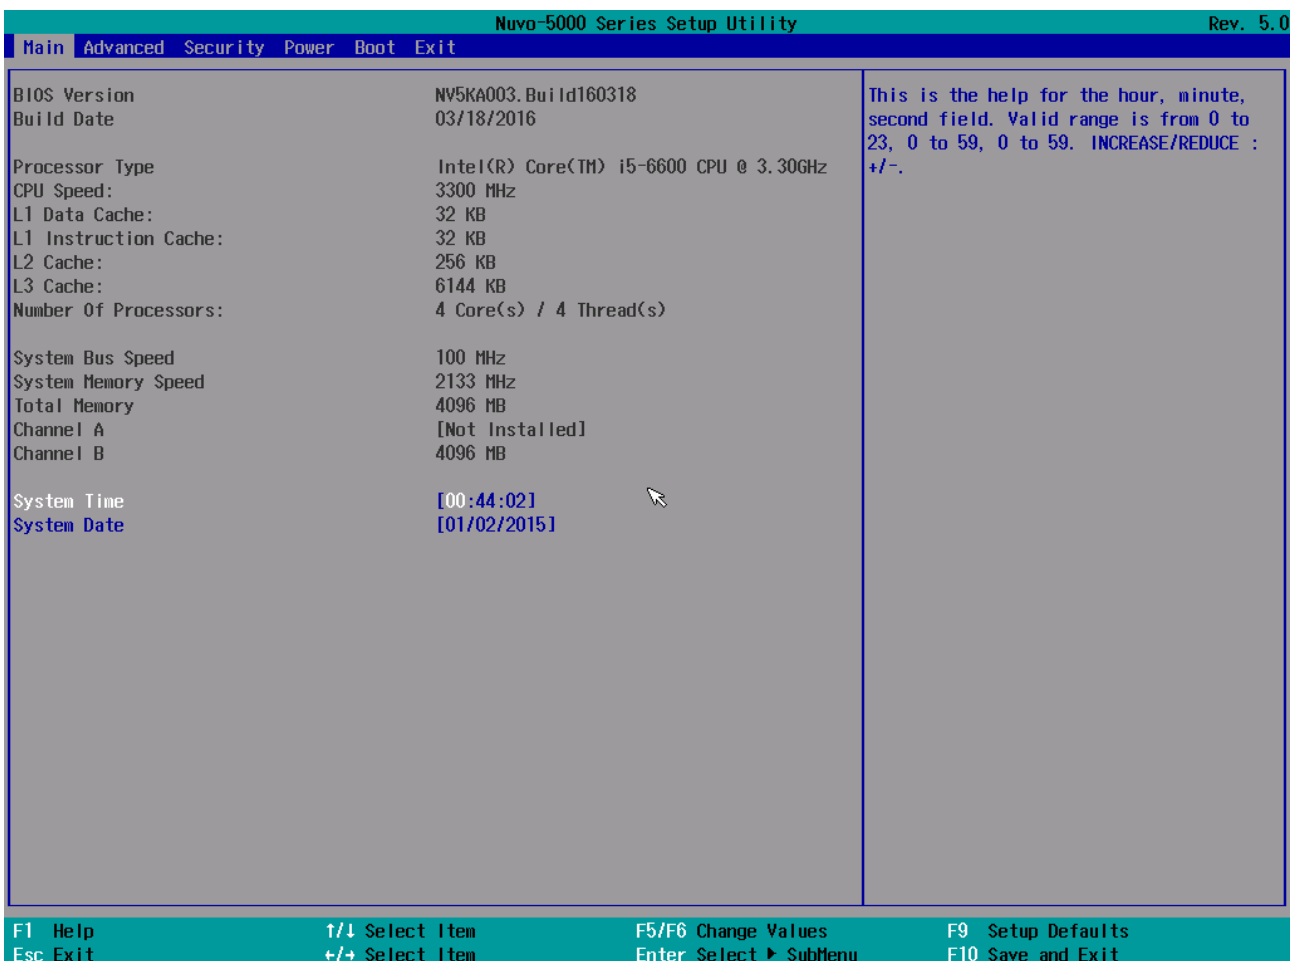 Nuvo-5000 Series Setup Utility Rev. 5.0
Main Advanced Security Power Boot Exit
BIOS Version NV5KA003.Build160318
Build Date 03/18/2016
Processor Type Intel(R) Core(TM) i5-6600 CPU @ 3.30GHz
CPU Speed: 3300 MHz
L1 Data Cache: 32 KB
L1 Instruction Cache: 32 KB
L2 Cache: 256 KB
L3 Cache: 6144 KB
Number Of Processors: 4 Core(s) / 4 Thread(s)
System Bus Speed 100 MHz
System Memory Speed 2133 MHz
Total Memory 4096 MB
Channel A [Not Installed]
Channel B 4096 MB
System Time [00:44:02]
System Date [01/02/2015]
This is the help for the hour, minute,
second field. Valid range is from 0 to
23, 0 to 59, 0 to 59. INCREASE/REDUCE :
+/-.
F1 Help ↑/↓ Select Item F5/F6 Change Values F9 Setup Defaults
Esc Exit ←/→ Select Item Enter Select ▶ SubMenu F10 Save and Exit